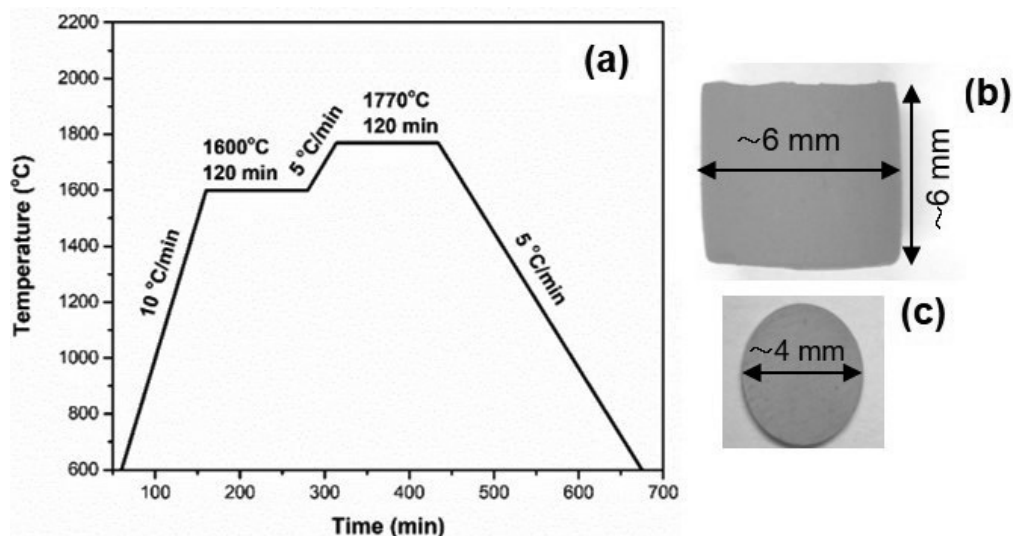 (a)
2200
2000
1800
1600
1400
1200
1000
800
600
Temperature (°C)
10 °C/min
1600°C
120 min
5 °C/min
1770°C
120 min
5 °C/min
100
200
300
400
500
600
700
Time (min)
(b)
~6 mm
~6 mm
(c)
~4 mm